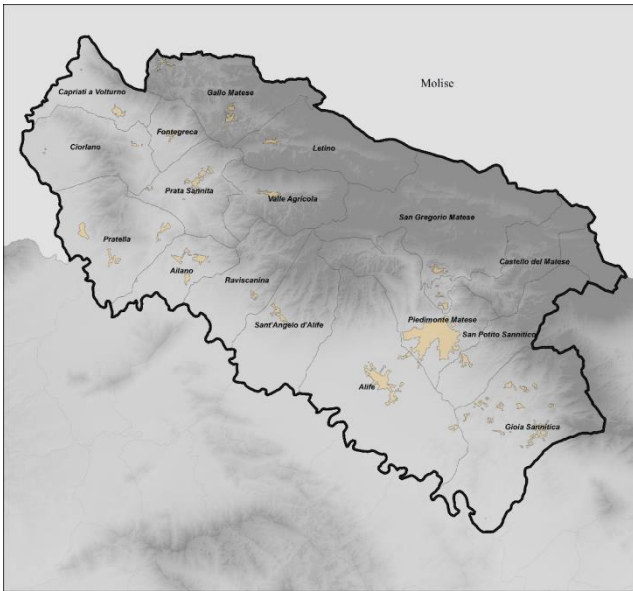 Molise
Capriati a Volturno
Gallo Matese
Fontegreca
Ciorlano
Letino
Prata Sannita
Valle Agricola
San Gregorio Matese
Pratella
Castello del Matese
Ailano
Raviscanina
Piedimonte Matese
Sant'Angelo d'Alife
San Potito Sannitico
Alife
Gioia Sannitica